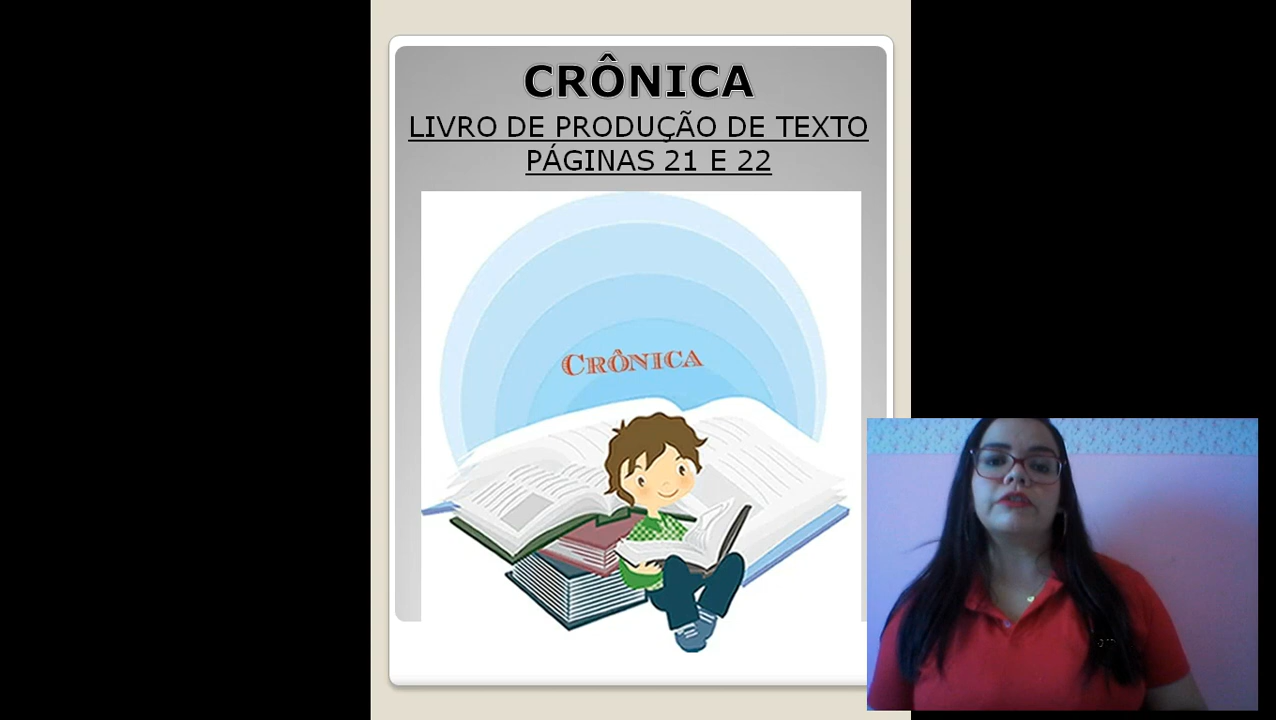 CRÔNICA
LIVRO DE PRODUÇÃO DE TEXTO
PÁGINAS 21 E 22
CRÔNICA